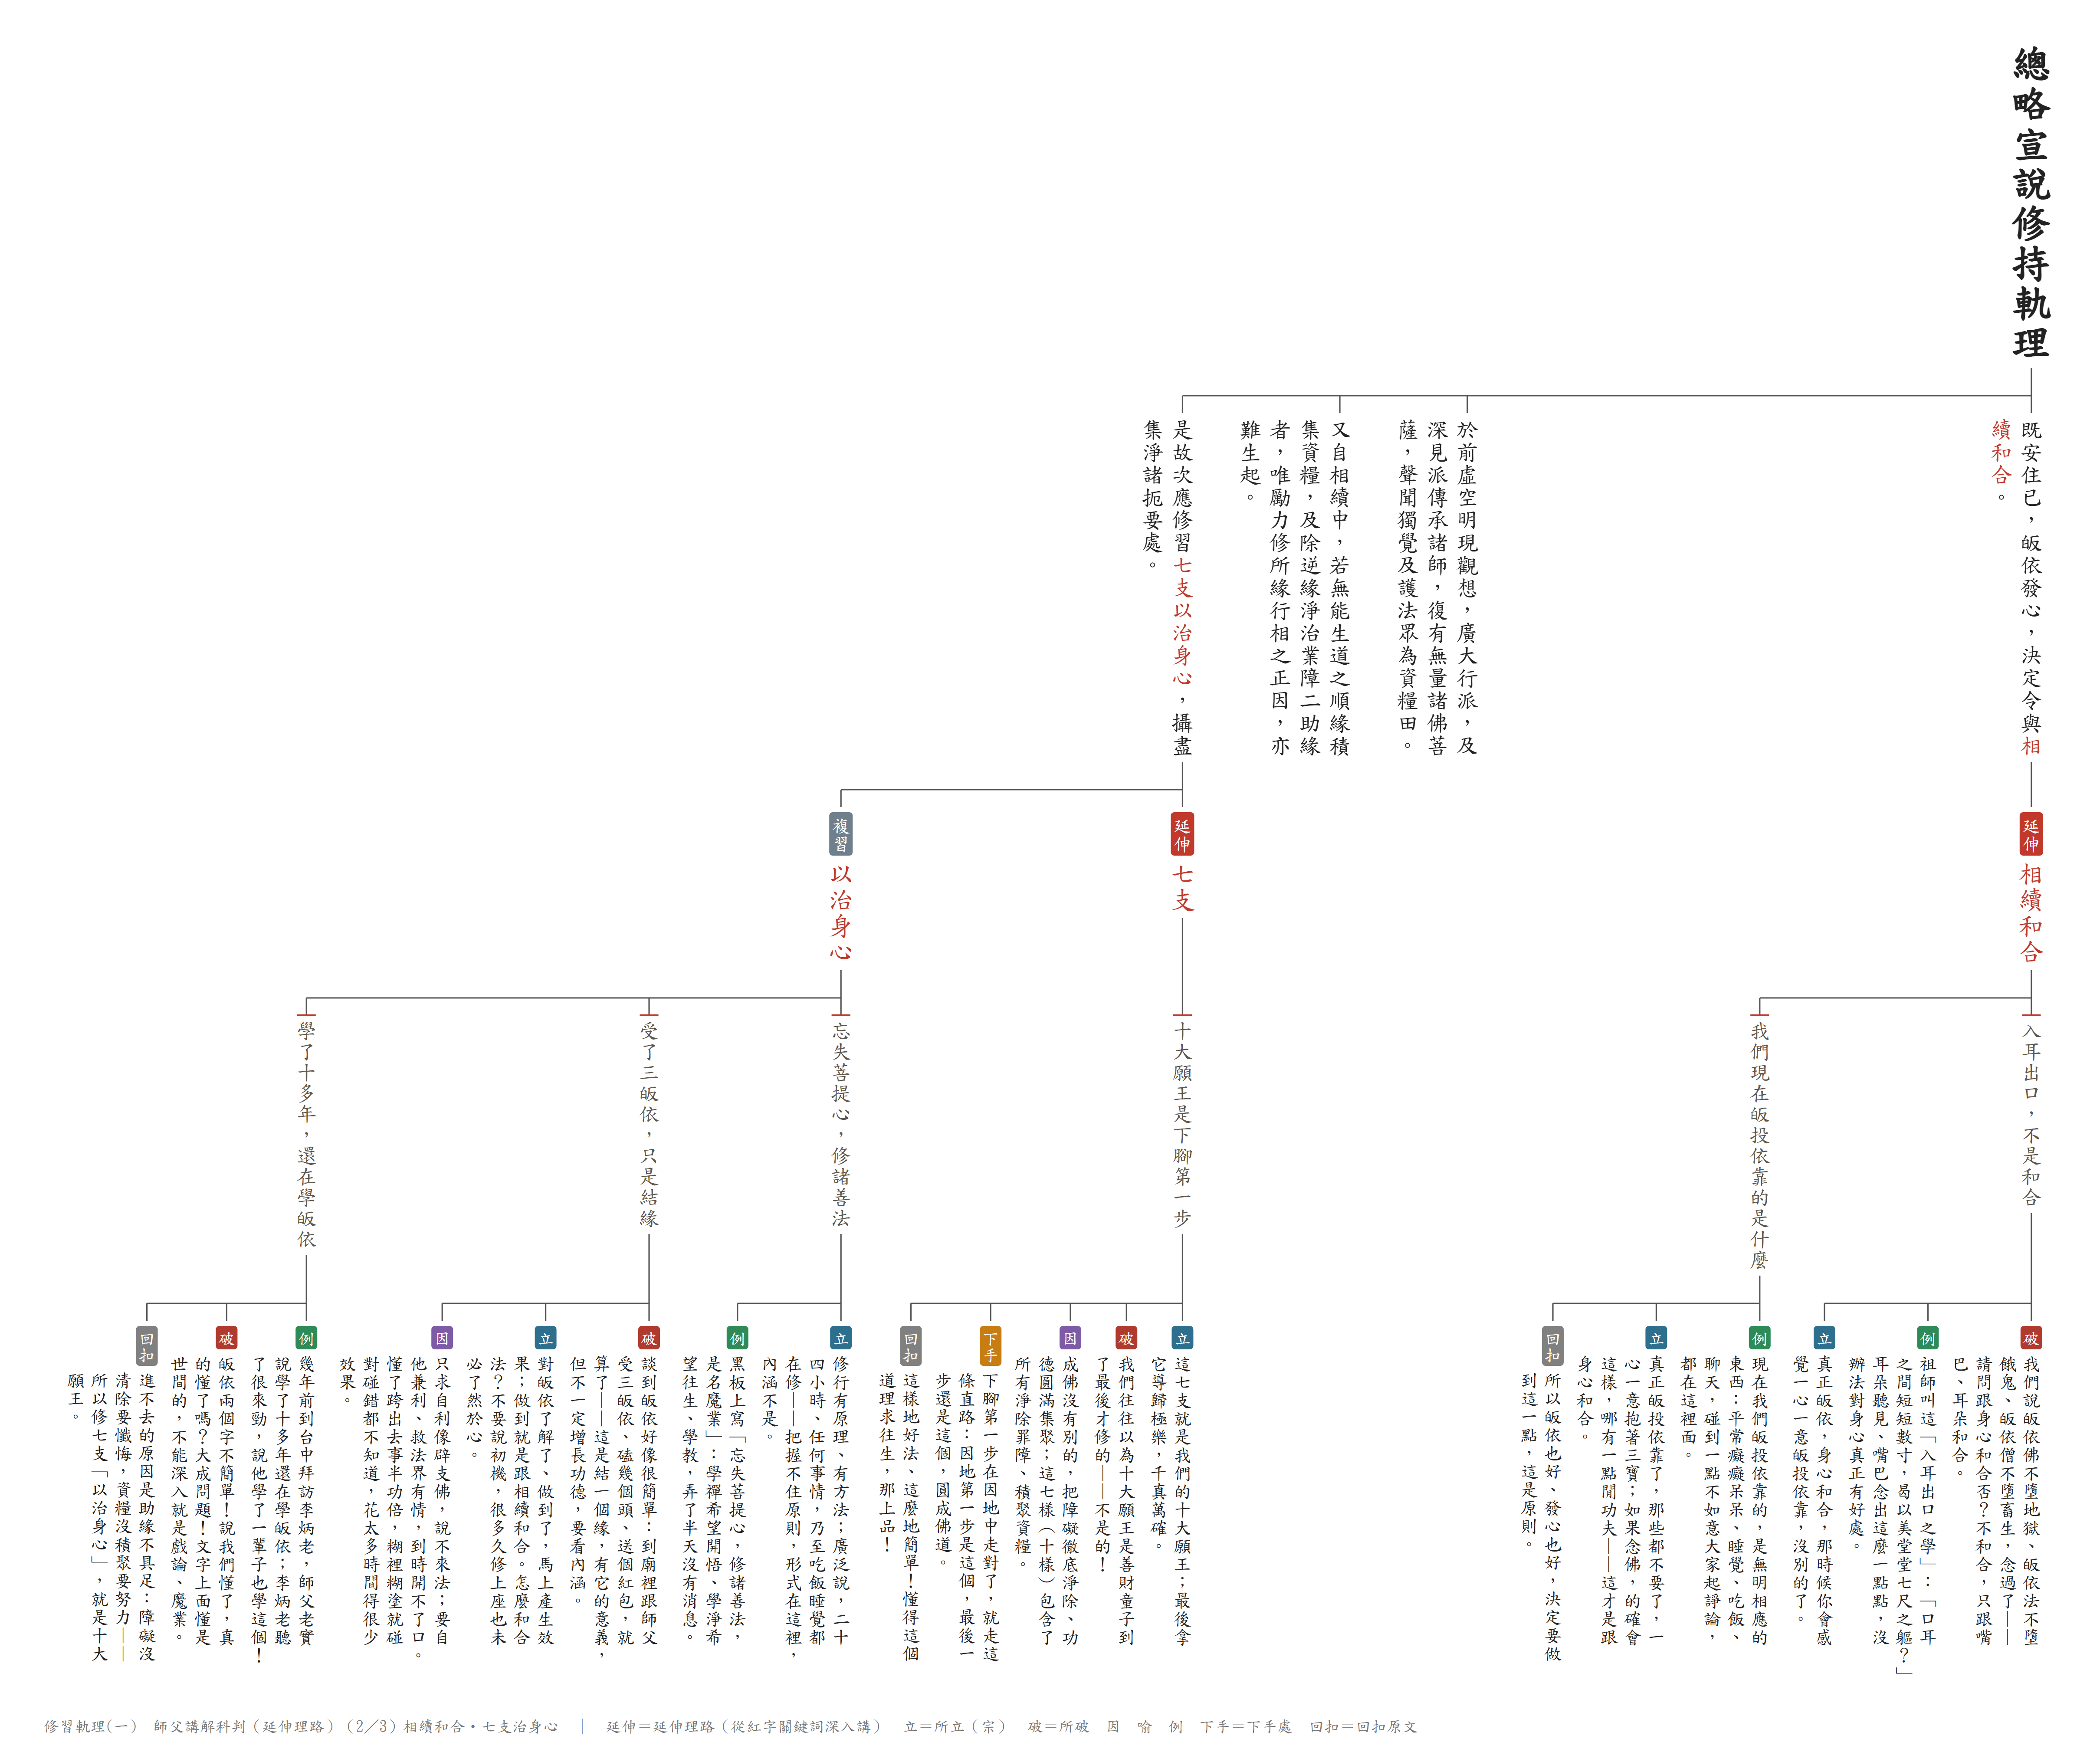 總略宣說修持軌理
既安住已，皈依發心，決定令與相
續和合。
於前虛空明現觀想，廣大行派，及
深見派傳承諸師，復有無量諸佛菩
薩，聲聞獨覺及護法眾為資糧田。
又自相續中，若無能生道之順緣積
集資糧，及除逆緣淨治業障二助緣
者，唯勵力修所緣行相之正因，亦
難生起。
是故次應修習七支以治身心，攝盡
集淨諸扼要處。
延伸
相續和合
延伸
七支
複習
以治身心
入耳出口，不是和合
我們現在皈投依靠的是什麼
十大願王是下腳第一步
忘失菩提心，修諸善法
受了三皈依，只是結緣
學了十多年，還在學皈依
破
我們說皈依佛不墮地獄、皈依法不墮
餓鬼、皈依僧不墮畜生，念過了——
請問跟身心和合否？不和合，只跟嘴
巴、耳朵和合。
例
祖師叫這「入耳出口之學」：「口耳
之間短短數寸，曷以美堂堂七尺之軀？」
耳朵聽見、嘴巴念出這麼一點點，沒
辦法對身心真正有好處。
立
真正皈依，身心和合，那時候你會感
覺一心一意皈投依靠，沒別的了。
例
現在我們皈投依靠的，是無明相應的
東西：平常癡癡呆呆、睡覺、吃飯、
聊天，碰到一點不如意大家起諍論，
都在這裡面。
立
真正皈投依靠了，那些都不要了，一
心一意抱著三寶；如果念佛，的確會
這樣，哪有一點閒功夫——這才是跟
身心和合。
回扣
所以皈依也好、發心也好，決定要做
到這一點，這是原則。
立
這七支就是我們的十大願王；最後拿
它導歸極樂，千真萬確。
破
我們往往以為十大願王是善財童子到
了最後才修的——不是的！
因
成佛沒有別的，把障礙徹底淨除、功
德圓滿集聚；這七樣（十樣）包含了
所有淨除罪障、積聚資糧。
下手
下腳第一步在因地中走對了，就走這
條直路：因地第一步是這個，最後一
步還是這個，圓成佛道。
回扣
這樣地好法、這麼地簡單！懂得這個
道理求往生，那上品！
立
修行有原理、有方法；廣泛說，二十
四小時、任何事情，乃至吃飯睡覺都
在修——把握不住原則，形式在這裡，
內涵不是。
例
黑板上寫「忘失菩提心，修諸善法，
是名魔業」：學禪希望開悟、學淨希
望往生、學教，弄了半天沒有消息。
破
談到皈依好像很簡單：到廟裡跟師父
受三皈依、磕幾個頭、送個紅包，就
算了——這是結一個緣，有它的意義，
但不一定增長功德，要看內涵。
立
對皈依了解了、做到了，馬上產生效
果；做到就是跟相續和合。怎麼和合
法？不要說初機，很多久修上座也未
必了然於心。
因
只求自利像辟支佛，說不來法；要自
他兼利、救法界有情，到時開不了口。
懂了跨出去事半功倍，糊裡糊塗就碰
對碰錯都不知道，花太多時間得很少
效果。
例
幾年前到台中拜訪李炳老，師父老實
說學了十多年還在學皈依；李炳老聽
了很來勁，說他學了一輩子也學這個！
破
皈依兩個字不簡單！說我們懂了，真
的懂了嗎？大成問題！文字上面懂是
世間的，不能深入就是戲論、魔業。
回扣
進不去的原因是助緣不具足：障礙沒
清除要懺悔，資糧沒積聚要努力——
所以修七支「以治身心」，就是十大
願王。
修習軌理(一)　師父講解科判（延伸理路）（2／3）相續和合・七支治身心　｜　延伸＝延伸理路（從紅字關鍵詞深入講）　立＝所立（宗）　破＝所破　因　喻　例　下手＝下手處　回扣＝回扣原文